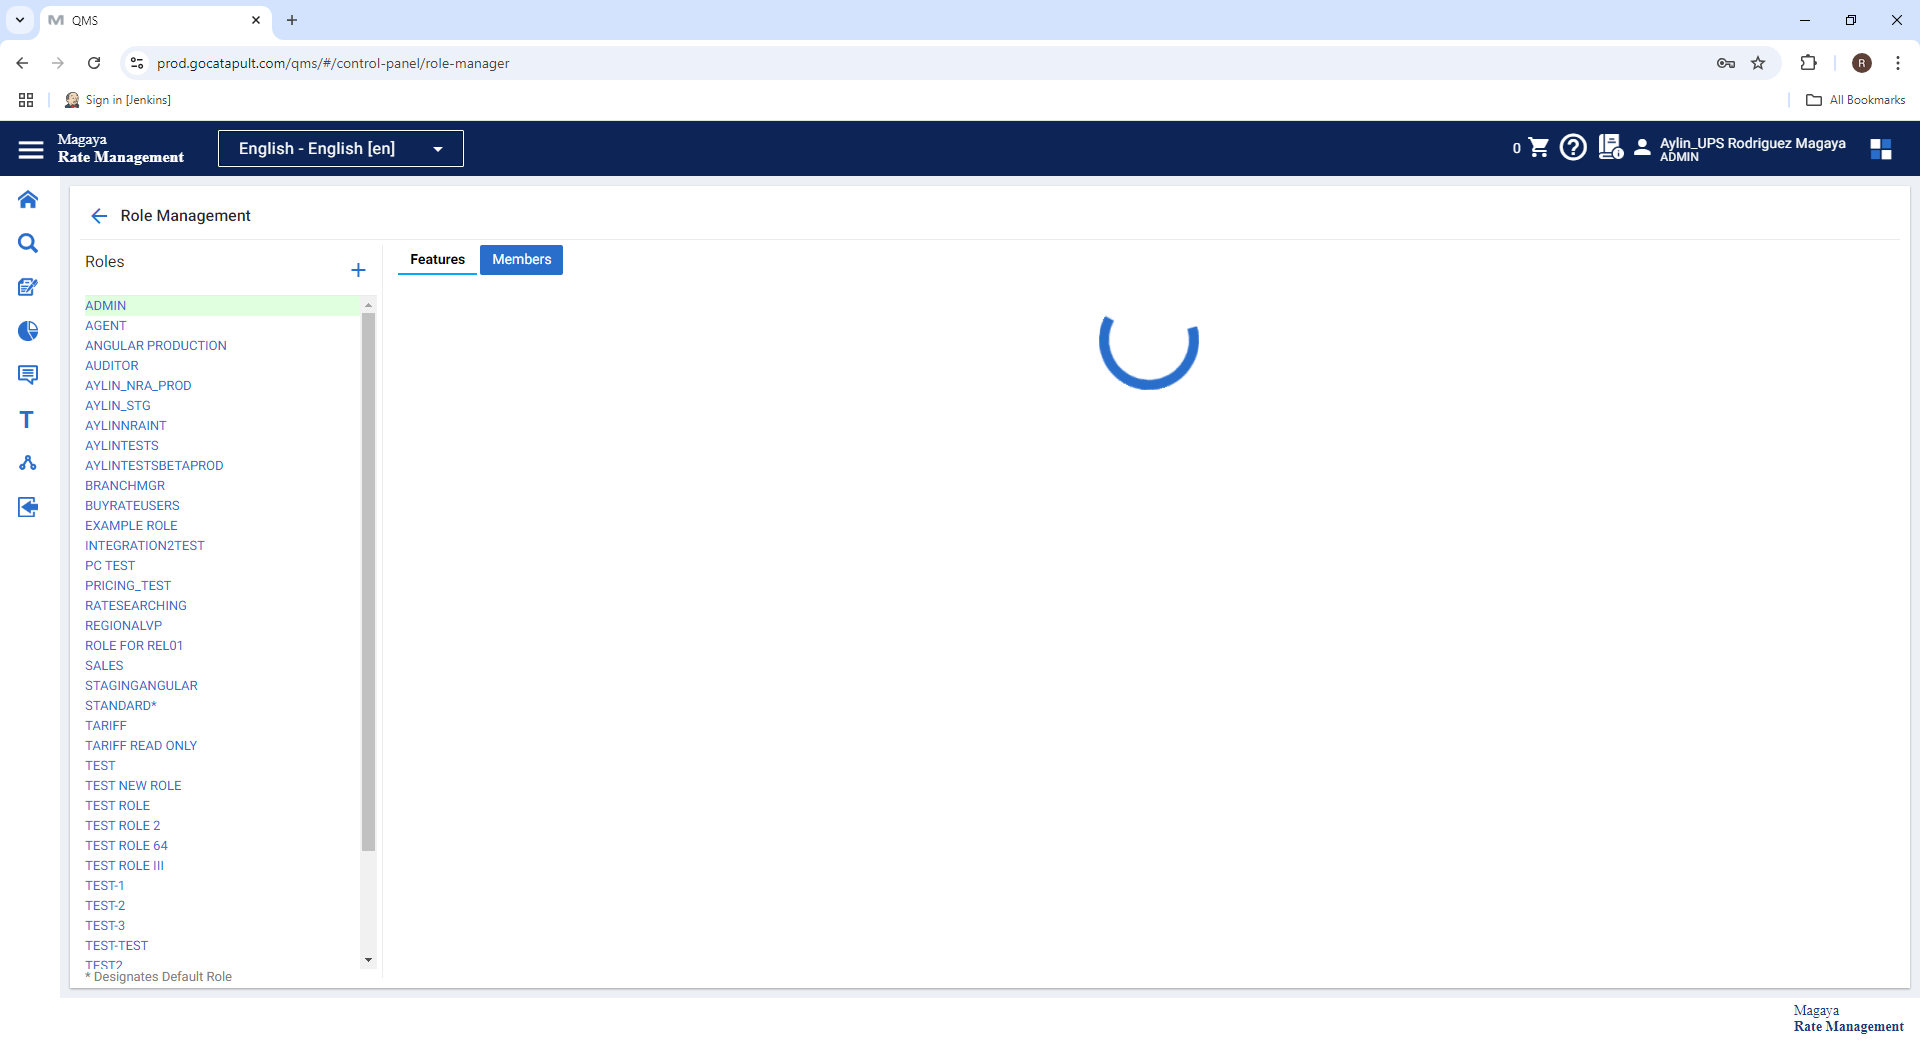 QMS
prod.gocatapult.com/qms/#/control-panel/role-manager
R
Sign in [Jenkins]
All Bookmarks
Magaya
Rate Management
English - English [en]
0
Aylin_UPS Rodriguez Magaya
ADMIN
Role Management
Roles
Features
Members
ADMIN
AGENT
ANGULAR PRODUCTION
AUDITOR
AYLIN_NRA_PROD
AYLIN_STG
AYLINNRAINT
AYLINTESTS
AYLINTESTSBETAPROD
BRANCHMGR
BUYRATEUSERS
EXAMPLE ROLE
INTEGRATION2TEST
PC TEST
PRICING_TEST
RATESEARCHING
REGIONALVP
ROLE FOR REL01
SALES
STAGINGANGULAR
STANDARD*
TARIFF
TARIFF READ ONLY
TEST
TEST NEW ROLE
TEST ROLE
TEST ROLE 2
TEST ROLE 64
TEST ROLE III
TEST-1
TEST-2
TEST-3
TEST-TEST
TEST2
* Designates Default Role
Magaya
Rate Management